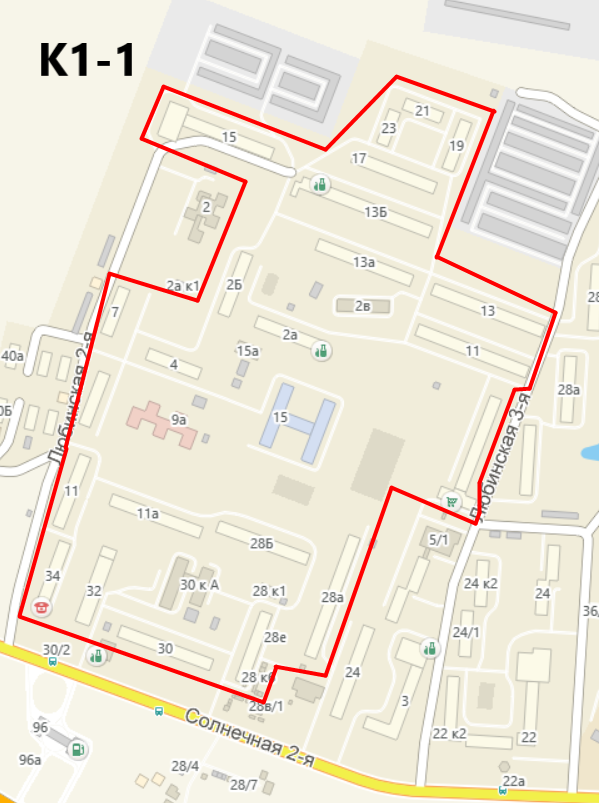 К1-1
21
23
19
15
17
2
13Б
13а
2а к1
2Б
2в
28
7
13
2а
11
40а
4
15а
28а
Любинская 2-я
0Б
9а
15
Любинская 3-я
11
11а
5/1
28Б
34
32
30 к А
28 к1
28а
24 к2
24
36/
28е
24/1
30/2
30
28 к6
24
3
28в/1
96
Солнечная 2-я
22 к2
22
96а
28/4
28/7
22а